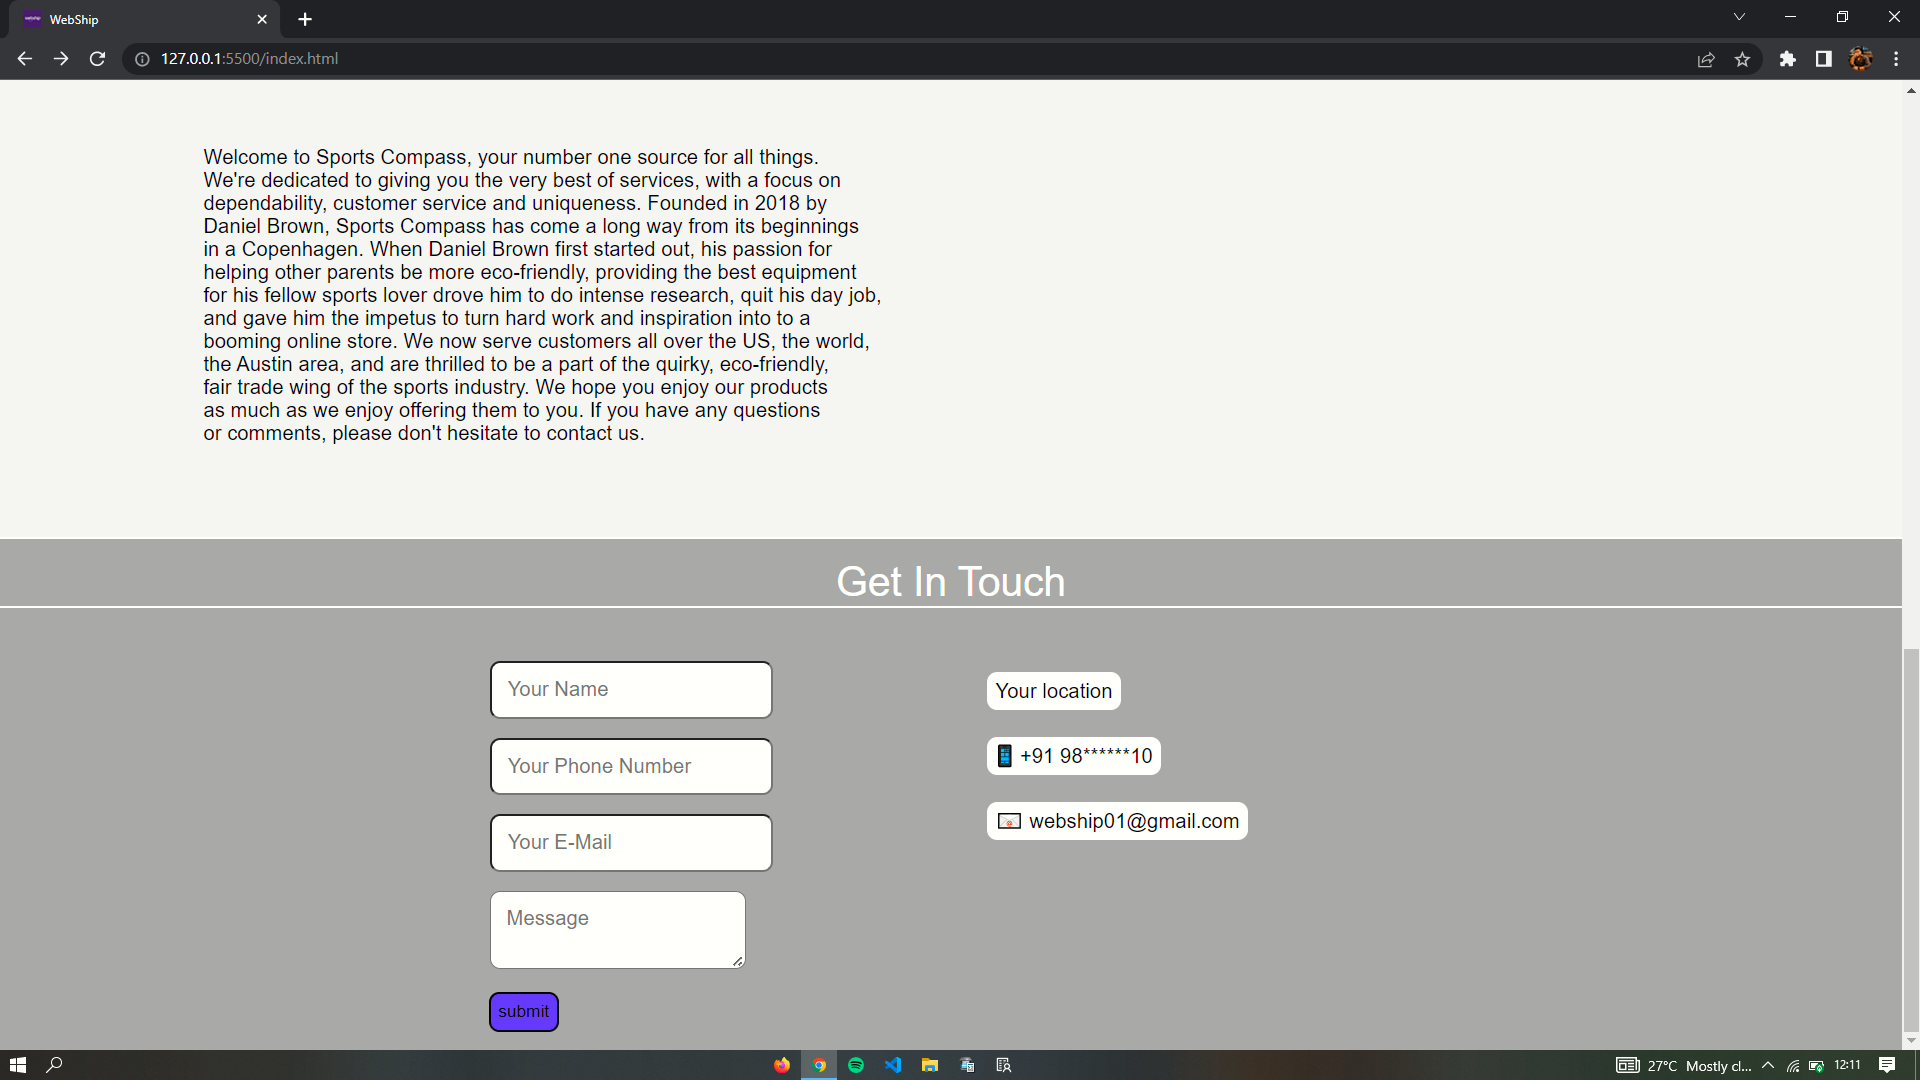 WebShip
127.0.0.1:5500/index.html
Welcome to Sports Compass, your number one source for all things.
We're dedicated to giving you the very best of services, with a focus on
dependability, customer service and uniqueness. Founded in 2018 by
Daniel Brown, Sports Compass has come a long way from its beginnings
in a Copenhagen. When Daniel Brown first started out, his passion for
helping other parents be more eco-friendly, providing the best equipment
for his fellow sports lover drove him to do intense research, quit his day job,
and gave him the impetus to turn hard work and inspiration into to a
booming online store. We now serve customers all over the US, the world,
the Austin area, and are thrilled to be a part of the quirky, eco-friendly,
fair trade wing of the sports industry. We hope you enjoy our products
as much as we enjoy offering them to you. If you have any questions
or comments, please don't hesitate to contact us.
Get In Touch
Your Name
Your Phone Number
Your E-Mail
Message
submit
Your location
+91 98******10
webship01@gmail.com
27°C Mostly cl... 12:11